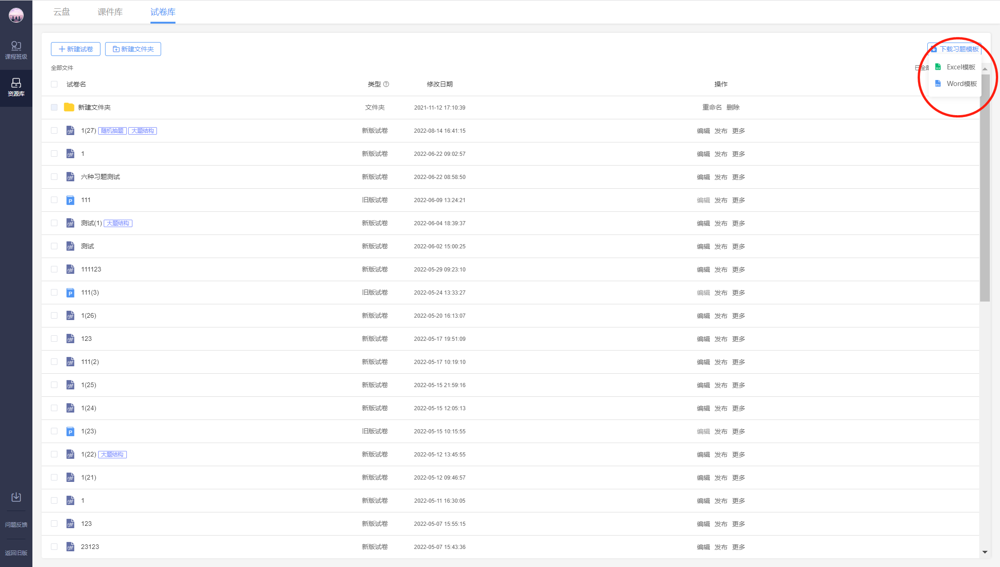 云盘 课件库 试卷库
课程班级
资源库
新建试卷 新建文件夹 下载习题模板
全部文件 已全部
Excel模板
Word模板
试卷名 类型 修改日期 操作
新建文件夹 文件夹 2021-11-12 17:10:39 重命名 删除
1(27) 随机抽题 大题结构 新版试卷 2022-08-14 16:41:15 编辑 发布 更多
1 新版试卷 2022-06-22 09:02:57 编辑 发布 更多
六种习题测试 新版试卷 2022-06-22 08:58:50 编辑 发布 更多
111 旧版试卷 2022-06-09 13:24:21 编辑 发布 更多
测试(1) 大题结构 新版试卷 2022-06-04 18:39:37 编辑 发布 更多
测试 新版试卷 2022-06-02 15:00:25 编辑 发布 更多
111123 新版试卷 2022-05-29 09:23:10 编辑 发布 更多
111(3) 旧版试卷 2022-05-24 13:33:27 编辑 发布 更多
1(26) 新版试卷 2022-05-20 16:13:07 编辑 发布 更多
123 新版试卷 2022-05-17 19:51:09 编辑 发布 更多
111(2) 新版试卷 2022-05-17 10:19:10 编辑 发布 更多
1(25) 新版试卷 2022-05-15 21:59:16 编辑 发布 更多
1(24) 新版试卷 2022-05-15 12:05:13 编辑 发布 更多
1(23) 旧版试卷 2022-05-15 10:15:55 编辑 发布 更多
1(22) 大题结构 新版试卷 2022-05-12 13:45:55 编辑 发布 更多
1(21) 新版试卷 2022-05-12 09:46:57 编辑 发布 更多
1 新版试卷 2022-05-11 16:30:05 编辑 发布 更多
123 新版试卷 2022-05-07 15:55:15 编辑 发布 更多
23123 新版试卷 2022-05-07 15:43:36 编辑 发布 更多
问题反馈
返回旧版